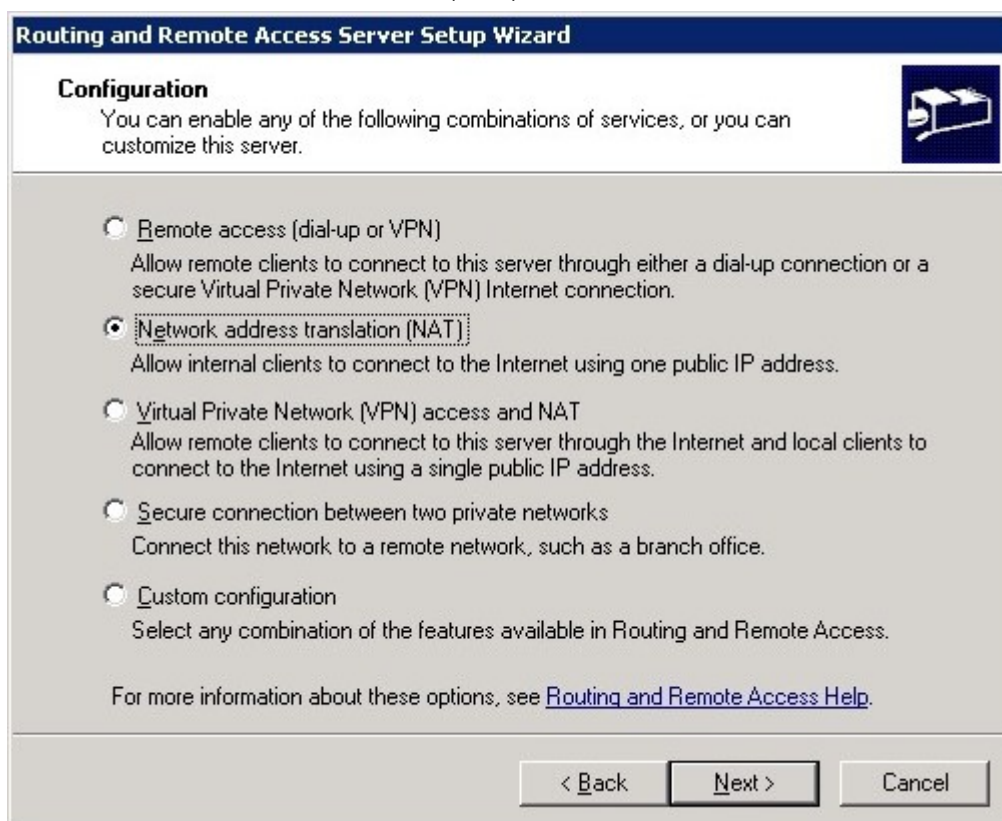 Routing and Remote Access Server Setup Wizard
Configuration
You can enable any of the following combinations of services, or you can
customize this server.
Remote access (dial-up or VPN)
Allow remote clients to connect to this server through either a dial-up connection or a
secure Virtual Private Network (VPN) Internet connection.
Network address translation (NAT)
Allow internal clients to connect to the Internet using one public IP address.
Virtual Private Network (VPN) access and NAT
Allow remote clients to connect to this server through the Internet and local clients to
connect to the Internet using a single public IP address.
Secure connection between two private networks
Connect this network to a remote network, such as a branch office.
Custom configuration
Select any combination of the features available in Routing and Remote Access.
For more information about these options, see Routing and Remote Access Help.
< Back Next > Cancel